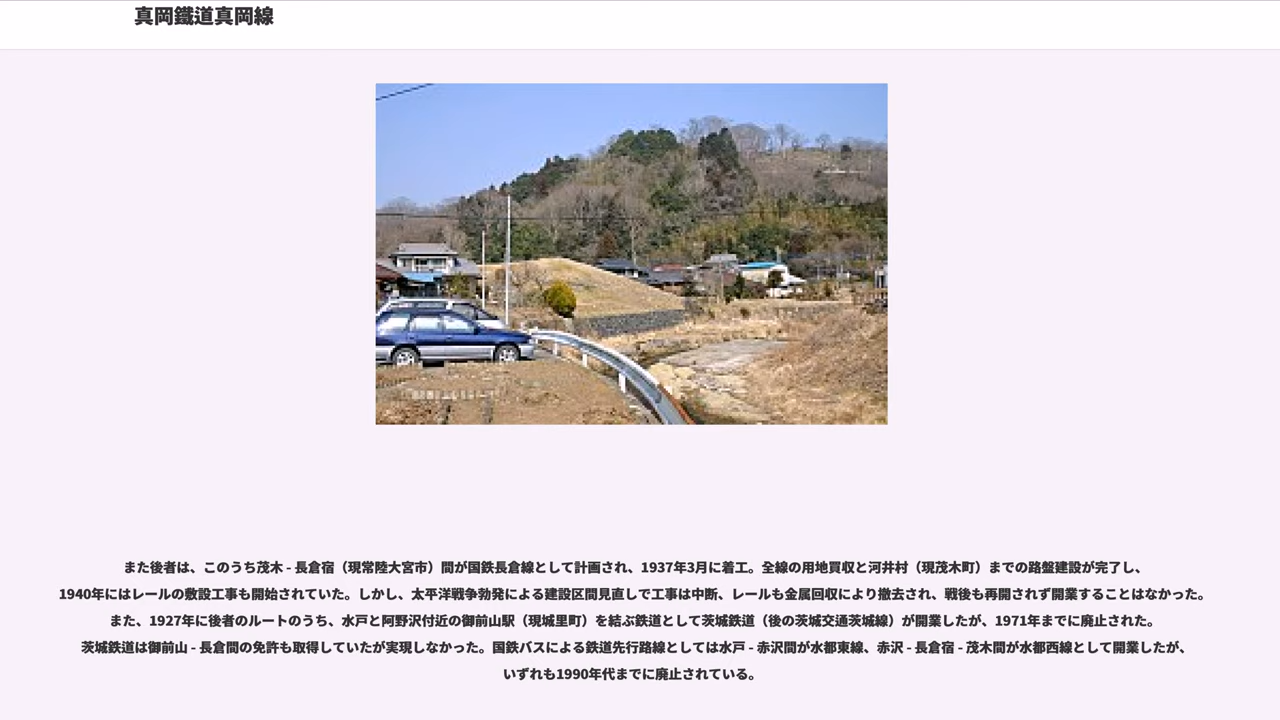 真岡鐵道真岡線
また後者は、このうち茂木 - 長倉宿（現常陸大宮市）間が国鉄長倉線として計画され、1937年3月に着工。全線の用地買収と河井村（現茂木町）までの路盤建設が完了し、
1940年にはレールの敷設工事も開始されていた。しかし、太平洋戦争勃発による建設区間見直しで工事は中断、レールも金属回収により撤去され、戦後も再開されず開業することはなかった。
また、1927年に後者のルートのうち、水戸と阿野沢付近の御前山駅（現城里町）を結ぶ鉄道として茨城鉄道（後の茨城交通茨城線）が開業したが、1971年までに廃止された。
茨城鉄道は御前山 - 長倉間の免許も取得していたが実現しなかった。国鉄バスによる鉄道先行路線としては水戸 - 赤沢間が水都東線、赤沢 - 長倉宿 - 茂木間が水都西線として開業したが、
いずれも1990年代までに廃止されている。